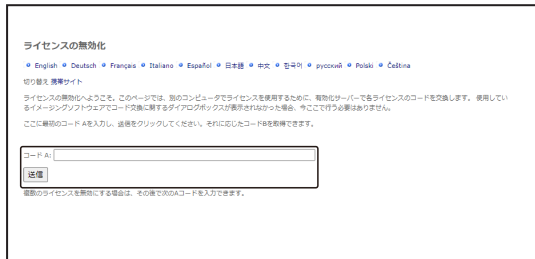 ライセンスの無効化
English Deutsch Français Italiano Español 日本語 中文 한국어 русский Polski Čeština
切り替え 携帯サイト
ライセンスの無効化へようこそ。このページでは、別のコンピュータでライセンスを使用するために、有効化サーバーで各ライセンスのコードを交換します。 使用してい
るイメージングソフトウェアでコード交換に関するダイアログボックスが表示されなかった場合、今ここで行う必要はありません。
ここに最初のコード Aを入力し、送信をクリックしてください。それに応じたコードBを取得できます。
コード A:
送信
複数のライセンスを無効にする場合は、その後で次のAコードを入力できます。